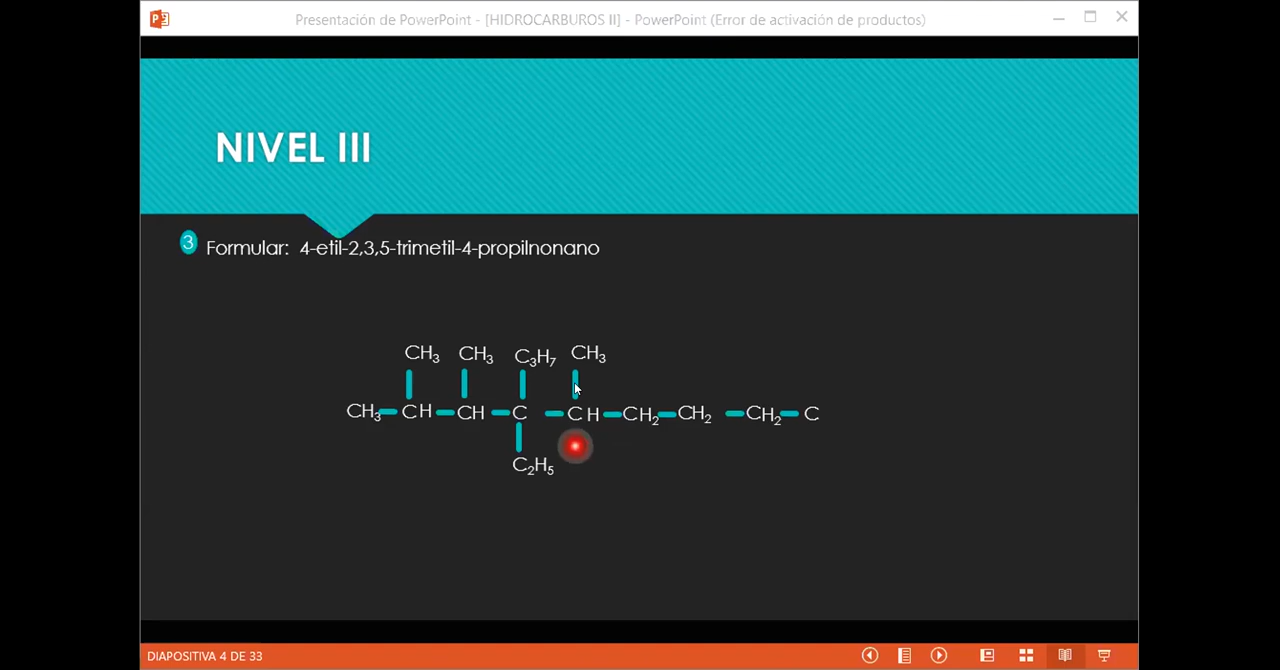 Presentación de PowerPoint - [HIDROCARBUROS II] - PowerPoint (Error de activación de productos)
NIVEL III
3 Formular: 4-etil-2,3,5-trimetil-4-propilnonano
CH₃ CH₃ C₃H₇ CH₃
CH₃ CH CH C C H CH₂ CH₂ CH₂ C
C₂H₅
DIAPOSITIVA 4 DE 33